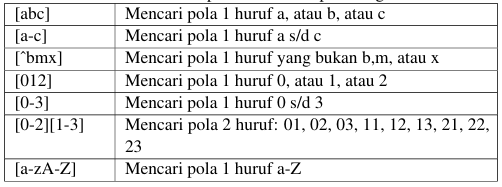 [abc] Mencari pola 1 huruf a, atau b, atau c
[a-c] Mencari pola 1 huruf a s/d c
[^bmx] Mencari pola 1 huruf yang bukan b,m, atau x
[012] Mencari pola 1 huruf 0, atau 1, atau 2
[0-3] Mencari pola 1 huruf 0 s/d 3
[0-2][1-3] Mencari pola 2 huruf: 01, 02, 03, 11, 12, 13, 21, 22,
23
[a-zA-Z] Mencari pola 1 huruf a-Z